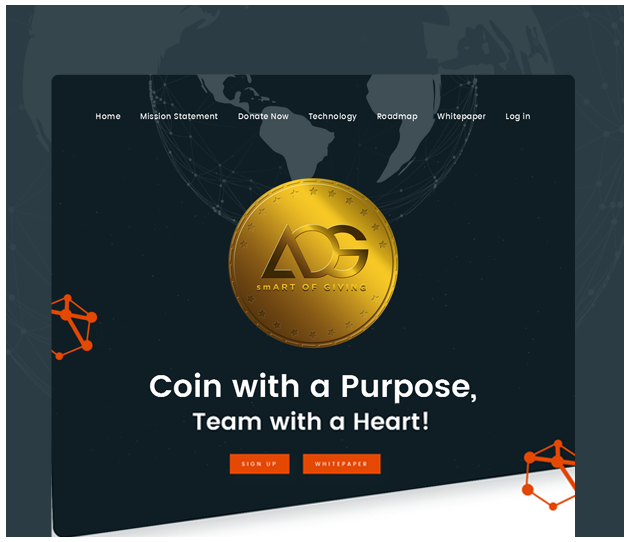 Home Mission Statement Donate Now Technology Roadmap Whitepaper Log in
AOG
smART OF GIVING
Coin with a Purpose,
Team with a Heart!
SIGN UP WHITEPAPER